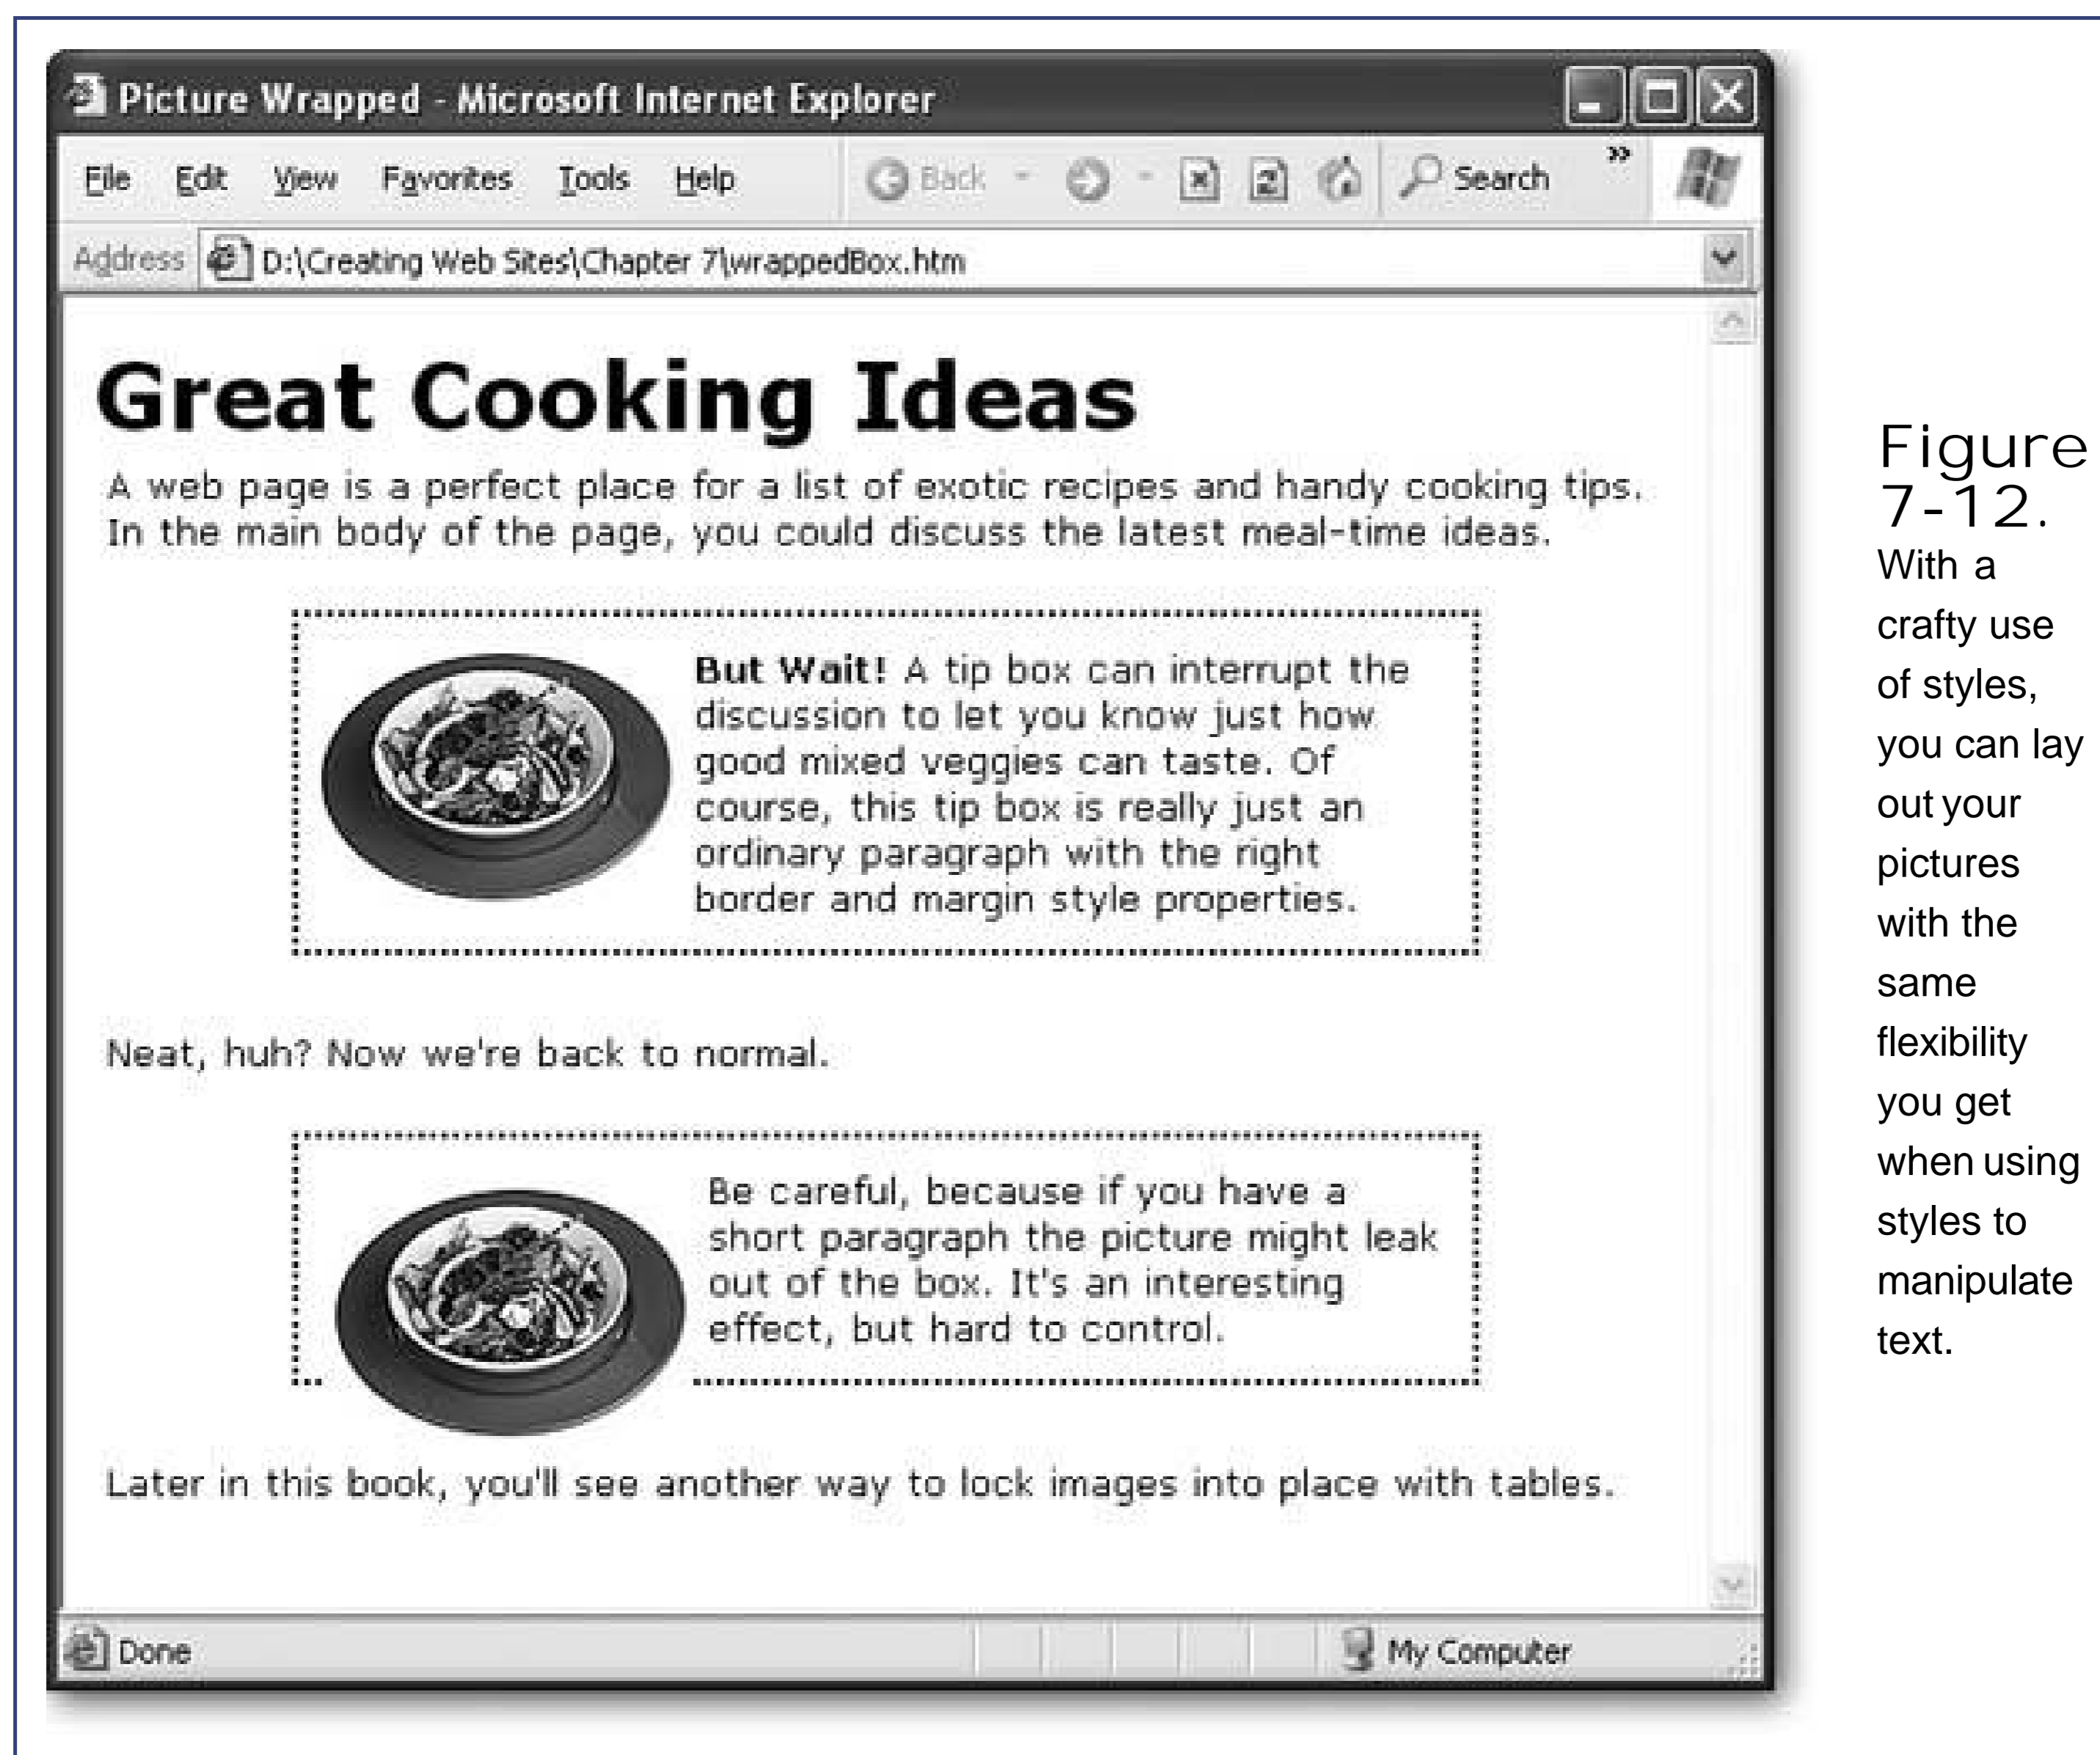 Picture Wrapped - Microsoft Internet Explorer
File Edit View Favorites Tools Help Back Search »
Address D:\Creating Web Sites\Chapter 7\wrappedBox.htm
Great Cooking Ideas
A web page is a perfect place for a list of exotic recipes and handy cooking tips.
In the main body of the page, you could discuss the latest meal-time ideas.
But Wait! A tip box can interrupt the
discussion to let you know just how
good mixed veggies can taste. Of
course, this tip box is really just an
ordinary paragraph with the right
border and margin style properties.
Neat, huh? Now we're back to normal.
Be careful, because if you have a
short paragraph the picture might leak
out of the box. It's an interesting
effect, but hard to control.
Later in this book, you'll see another way to lock images into place with tables.
Done My Computer
Figure
7-12.
With a
crafty use
of styles,
you can lay
out your
pictures
with the
same
flexibility
you get
when using
styles to
manipulate
text.